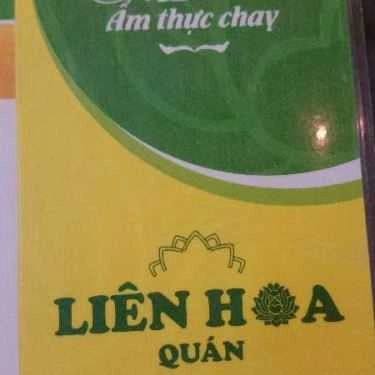 Ẩm thực chay
LIÊN HOA
QUÁN